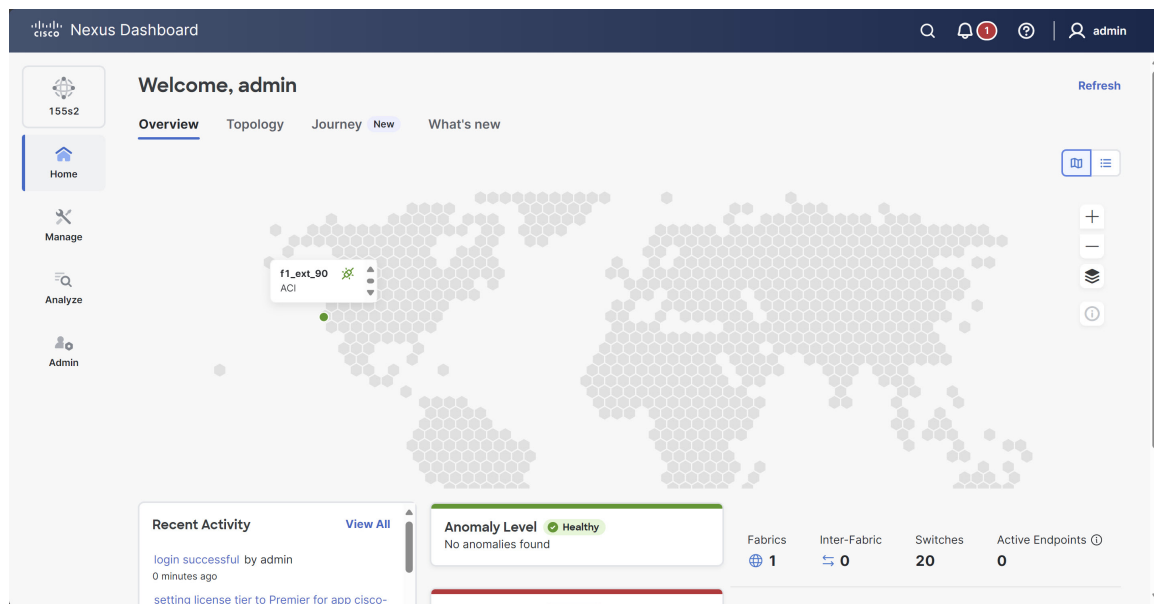 cisco Nexus Dashboard
1
admin
155s2
Home
Manage
Analyze
Admin
Welcome, admin
Refresh
Overview
Topology
Journey New
What's new
f1_ext_90
ACI
Recent Activity
View All
login successful by admin
0 minutes ago
setting license tier to Premier for app cisco-
Anomaly Level Healthy
No anomalies found
Fabrics
1
Inter-Fabric
0
Switches
20
Active Endpoints
0